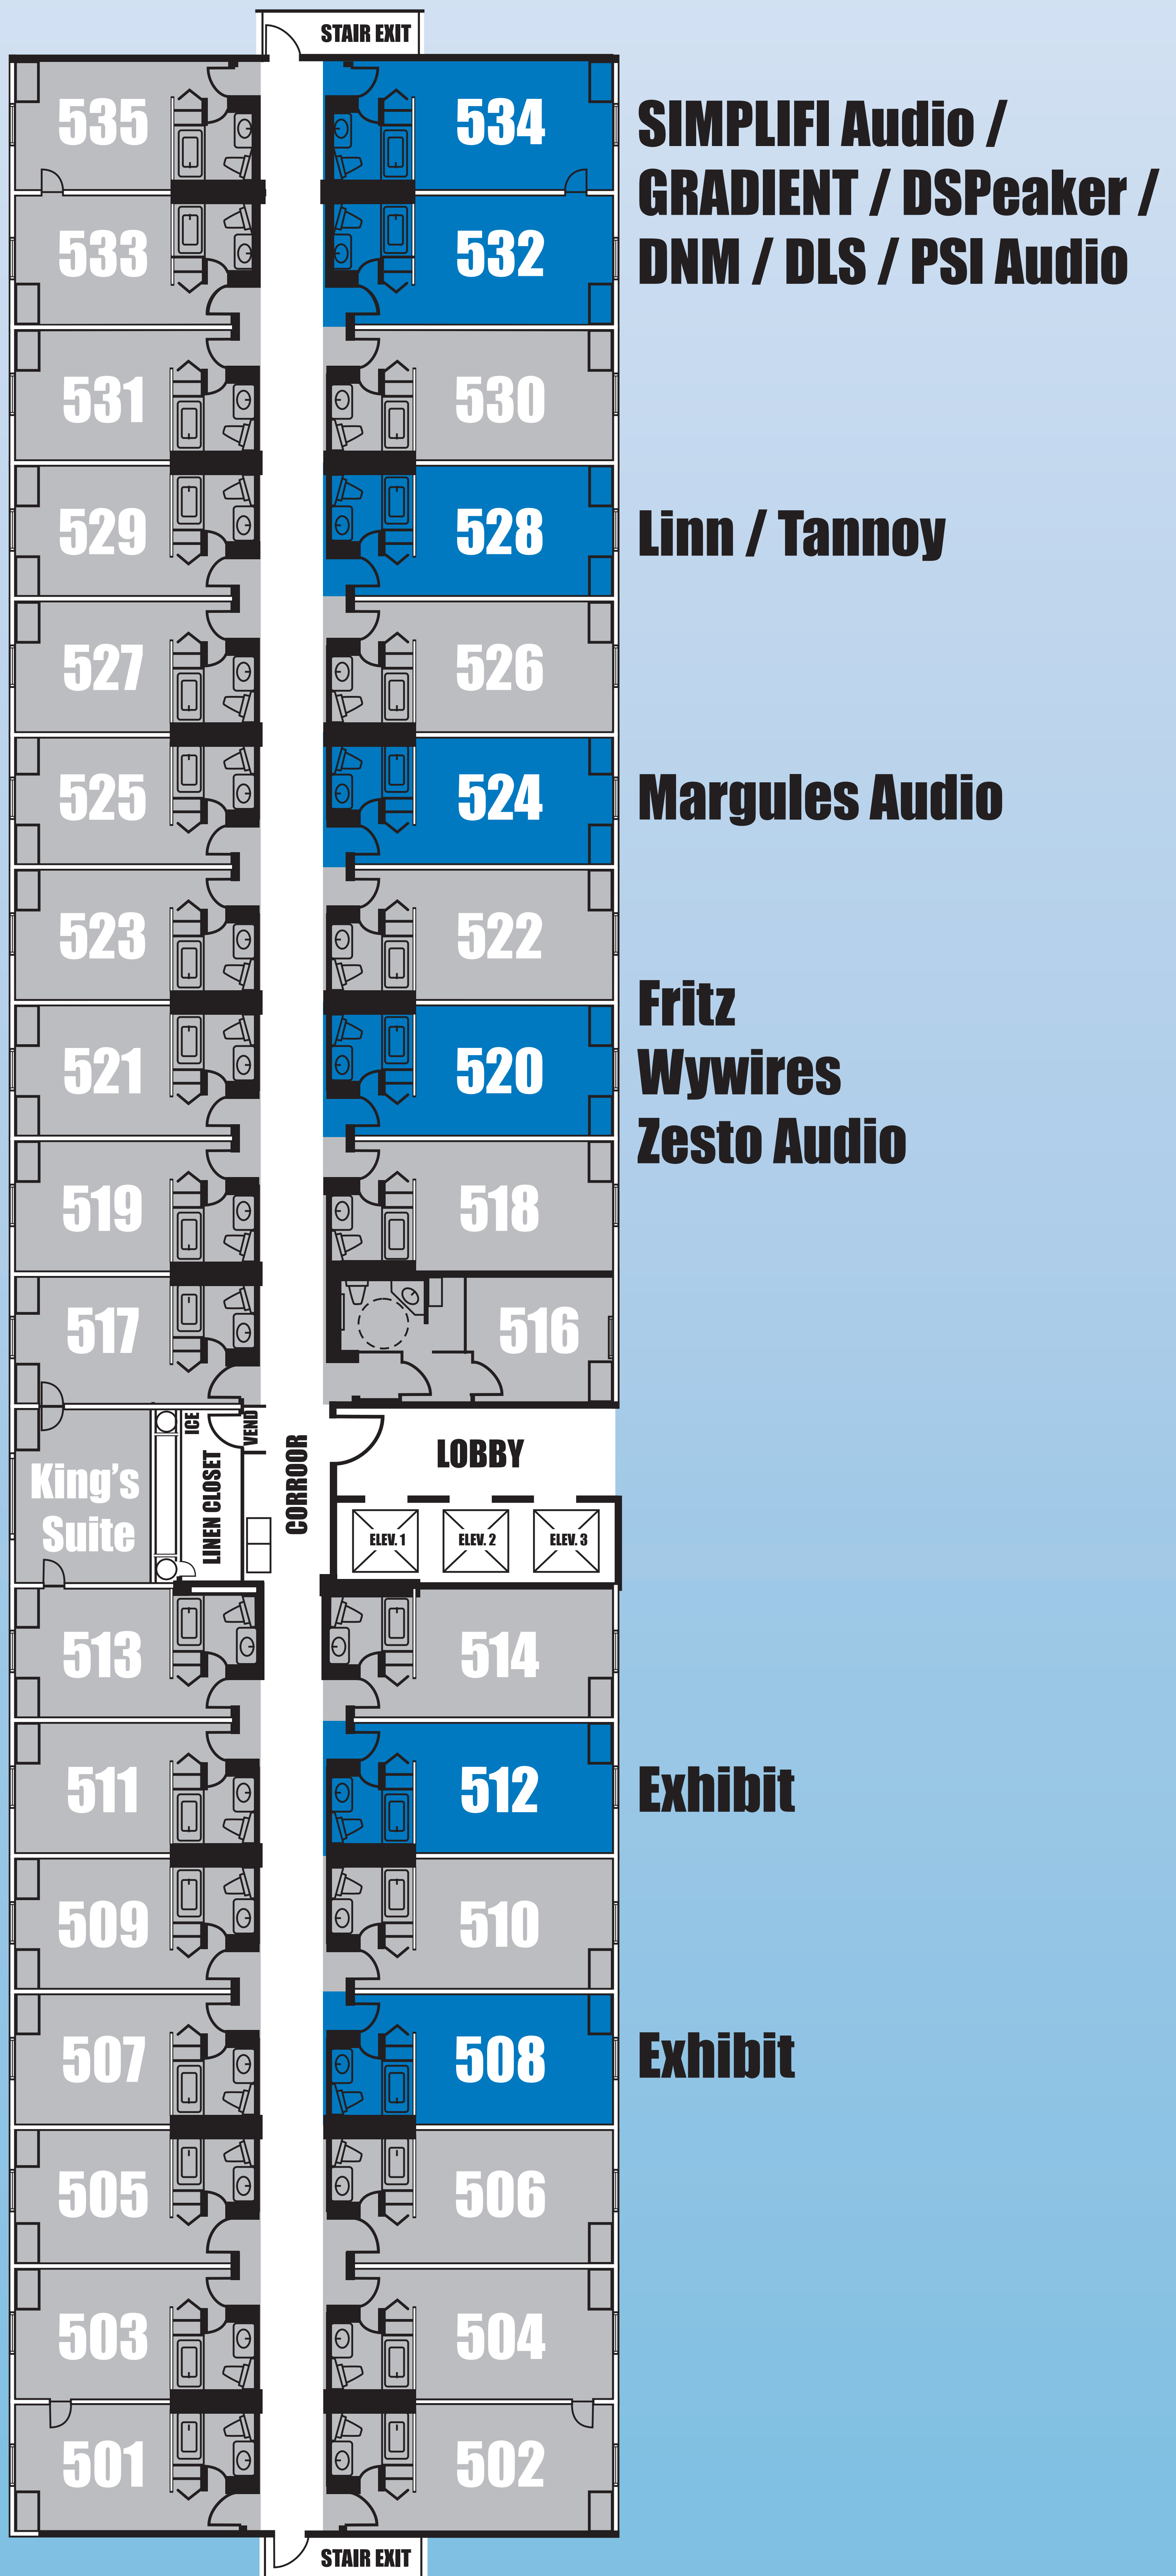 STAIR EXIT
535
534
SIMPLIFI Audio /
GRADIENT / DSPeaker /
DNM / DLS / PSI Audio
533
532
531
530
529
528
Linn / Tannoy
527
526
525
524
Margules Audio
523
522
Fritz
Wywires
Zesto Audio
521
520
519
518
517
516
King's
Suite
ICE
LINEN CLOSET
VEND
CORROOR
LOBBY
ELEV. 1
ELEV. 2
ELEV. 3
513
514
511
512
Exhibit
509
510
507
508
Exhibit
505
506
503
504
501
502
STAIR EXIT